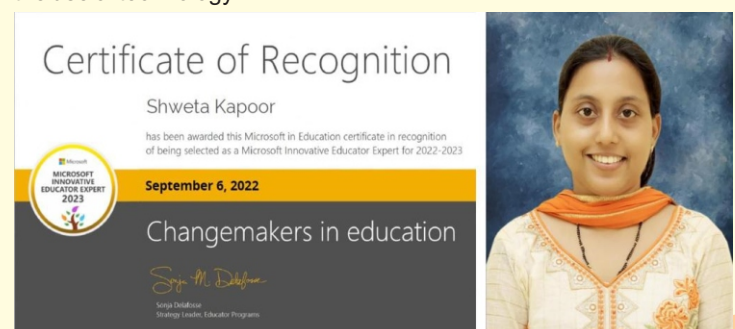 Certificate of Recognition
Shweta Kapoor
has been awarded this Microsoft in Education certificate in recognition
of being selected as a Microsoft Innovative Educator Expert for 2022-2023
Microsoft
MICROSOFT
INNOVATIVE
EDUCATOR EXPERT
2023
September 6, 2022
Changemakers in education
Sonja M. Delafosse
Sonja Delafosse
Strategy Leader, Educator Programs